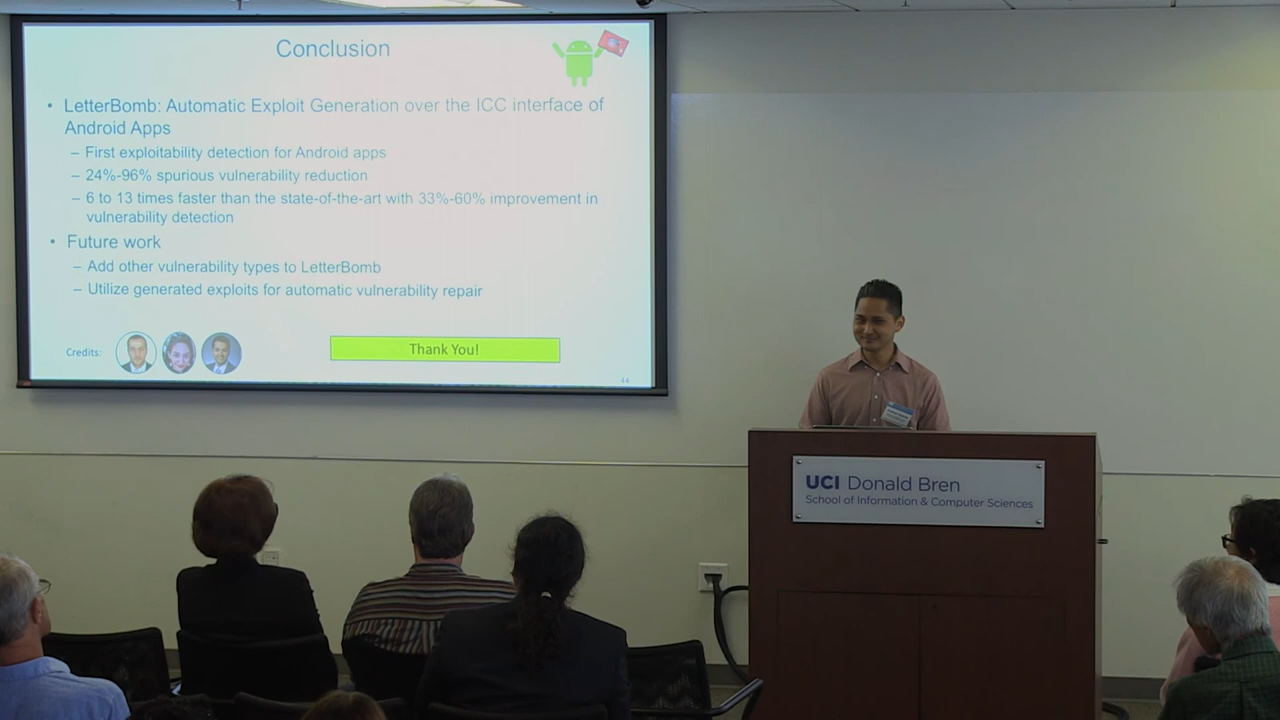 Conclusion
• LetterBomb: Automatic Exploit Generation over the ICC interface of
Android Apps
– First exploitability detection for Android apps
– 24%-96% spurious vulnerability reduction
– 6 to 13 times faster than the state-of-the-art with 33%-60% improvement in
vulnerability detection
• Future work
– Add other vulnerability types to LetterBomb
– Utilize generated exploits for automatic vulnerability repair
Credits:
Thank You!
44
UCI Donald Bren
School of Information & Computer Sciences